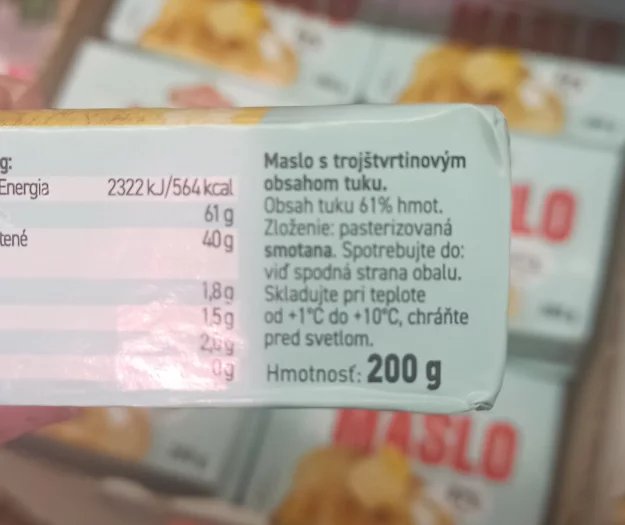 MASLO
g:
Energia 2322 kJ/564 kcal
61 g
tené 40 g
1,8 g
1,5 g
0 g
Maslo s trojštvrtinovým
obsahom tuku.
Obsah tuku 61% hmot.
Zloženie: pasterizovaná
smotana. Spotrebujte do:
viď spodná strana obalu.
Skladujte pri teplote
od +1°C do +10°C, chráňte
pred svetlom.
Hmotnosť: 200 g
LO
MASLO